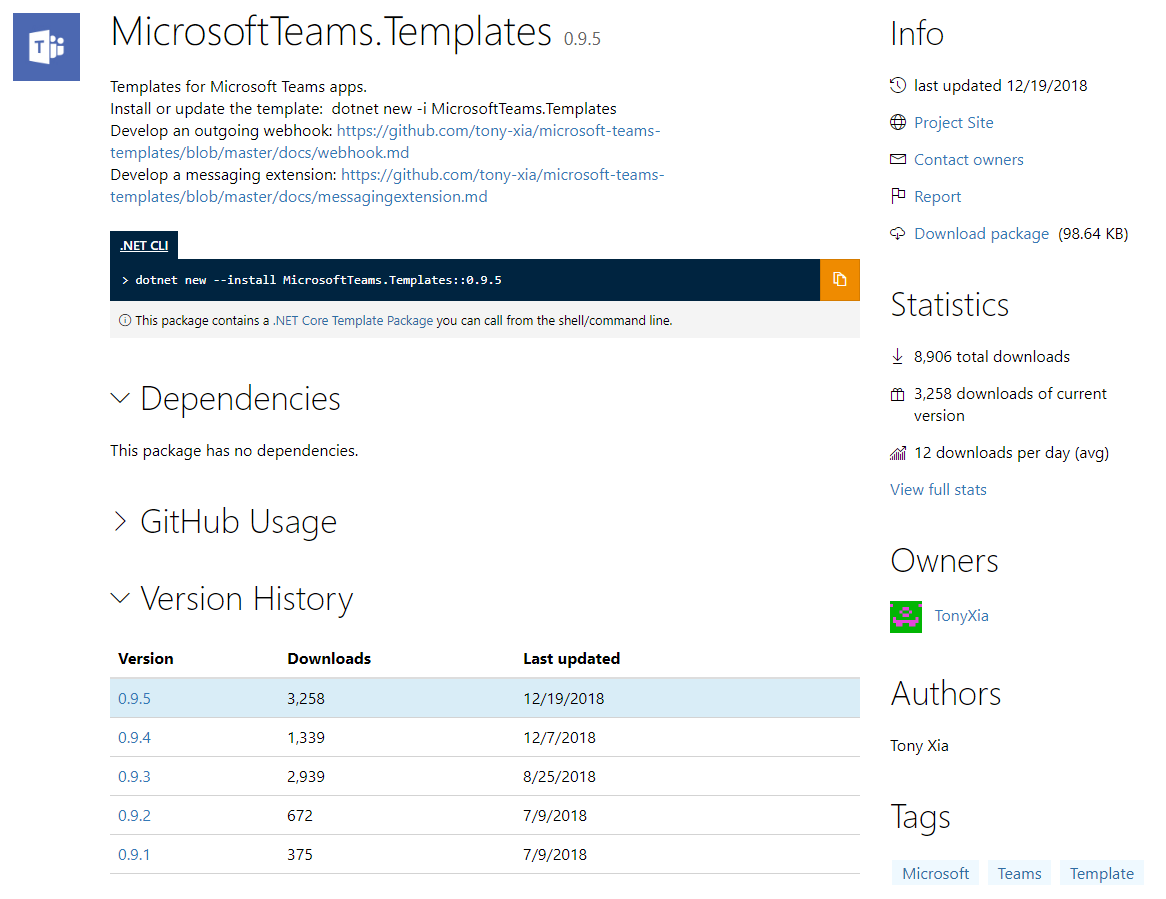 MicrosoftTeams.Templates 0.9.5
Templates for Microsoft Teams apps.
Install or update the template: dotnet new -i MicrosoftTeams.Templates
Develop an outgoing webhook: https://github.com/tony-xia/microsoft-teams-
templates/blob/master/docs/webhook.md
Develop a messaging extension: https://github.com/tony-xia/microsoft-teams-
templates/blob/master/docs/messagingextension.md
.NET CLI
> dotnet new --install MicrosoftTeams.Templates::0.9.5
This package contains a .NET Core Template Package you can call from the shell/command line.
Dependencies
This package has no dependencies.
GitHub Usage
Version History
Version Downloads Last updated
0.9.5 3,258 12/19/2018
0.9.4 1,339 12/7/2018
0.9.3 2,939 8/25/2018
0.9.2 672 7/9/2018
0.9.1 375 7/9/2018
Info
last updated 12/19/2018
Project Site
Contact owners
Report
Download package (98.64 KB)
Statistics
8,906 total downloads
3,258 downloads of current
version
12 downloads per day (avg)
View full stats
Owners
TonyXia
Authors
Tony Xia
Tags
Microsoft Teams Template